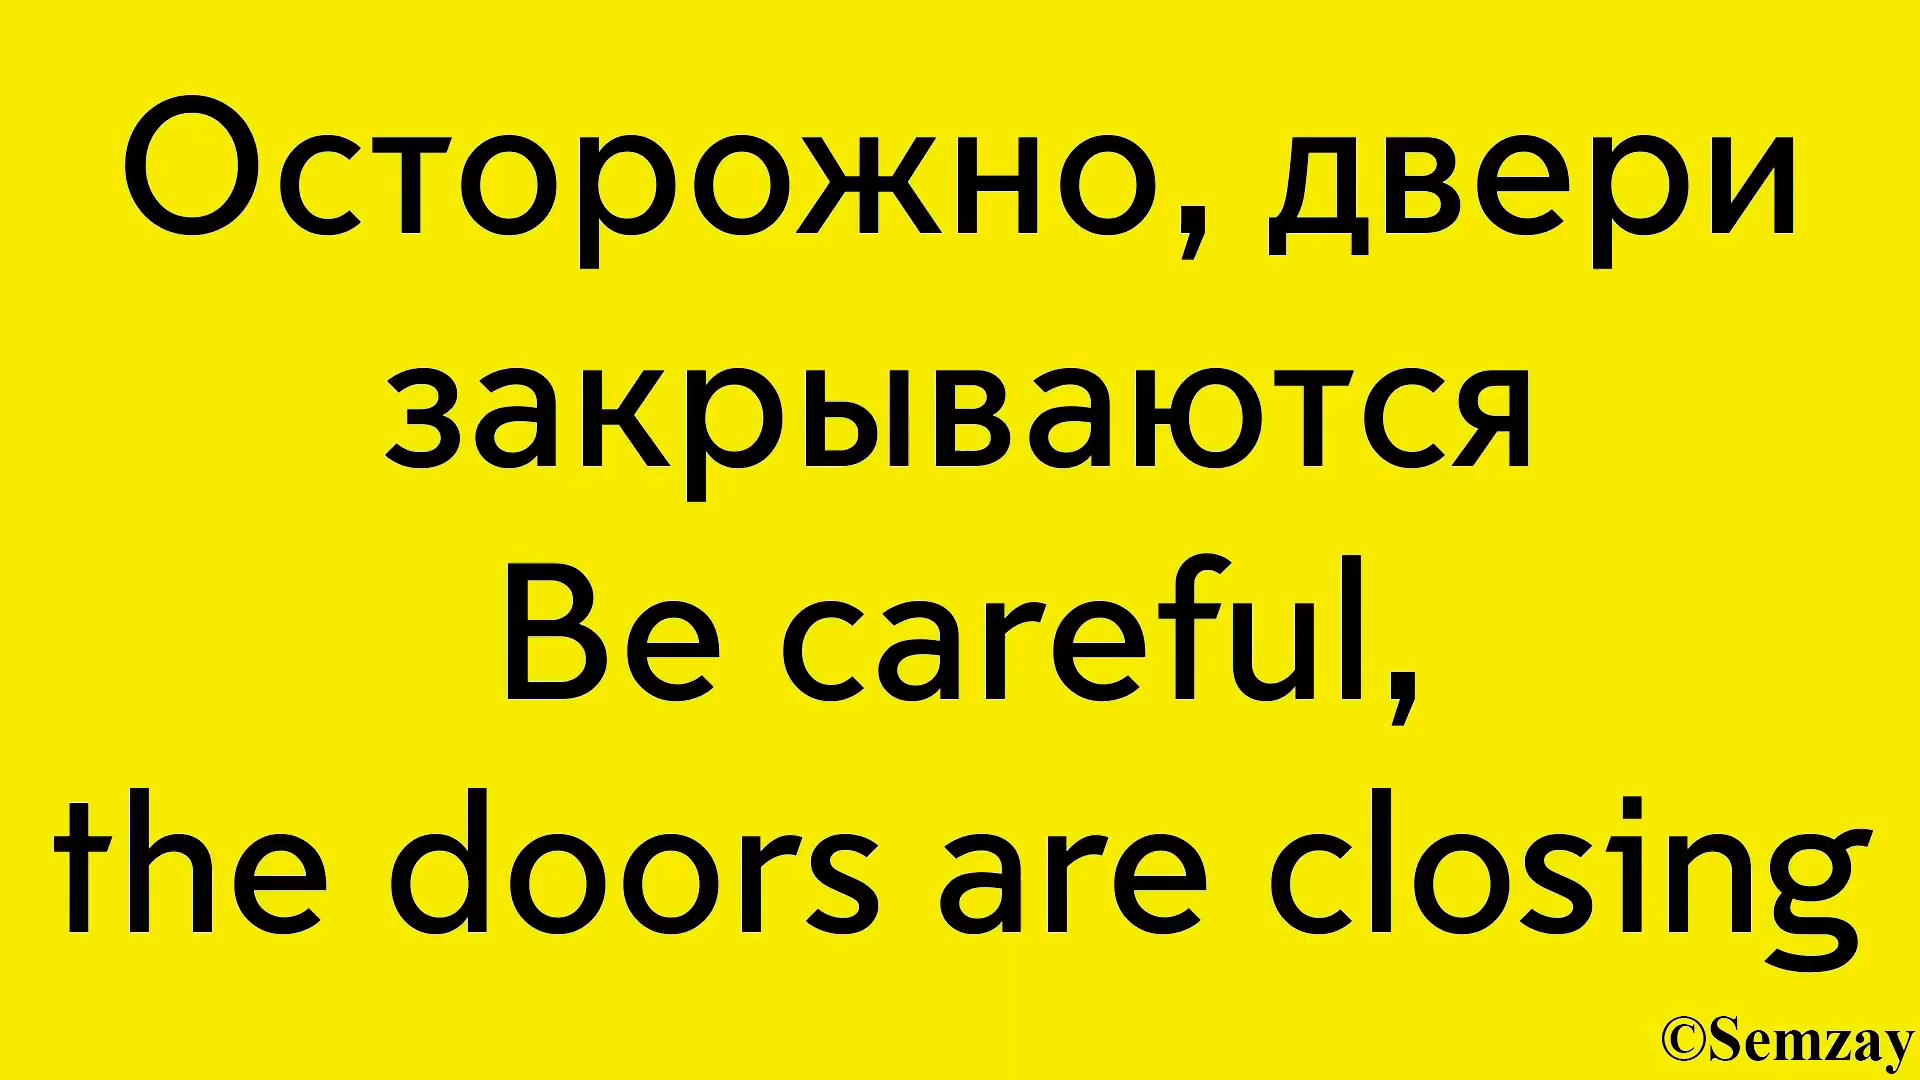 Осторожно, двери
закрываются
Be careful,
the doors are closing
©Semzay